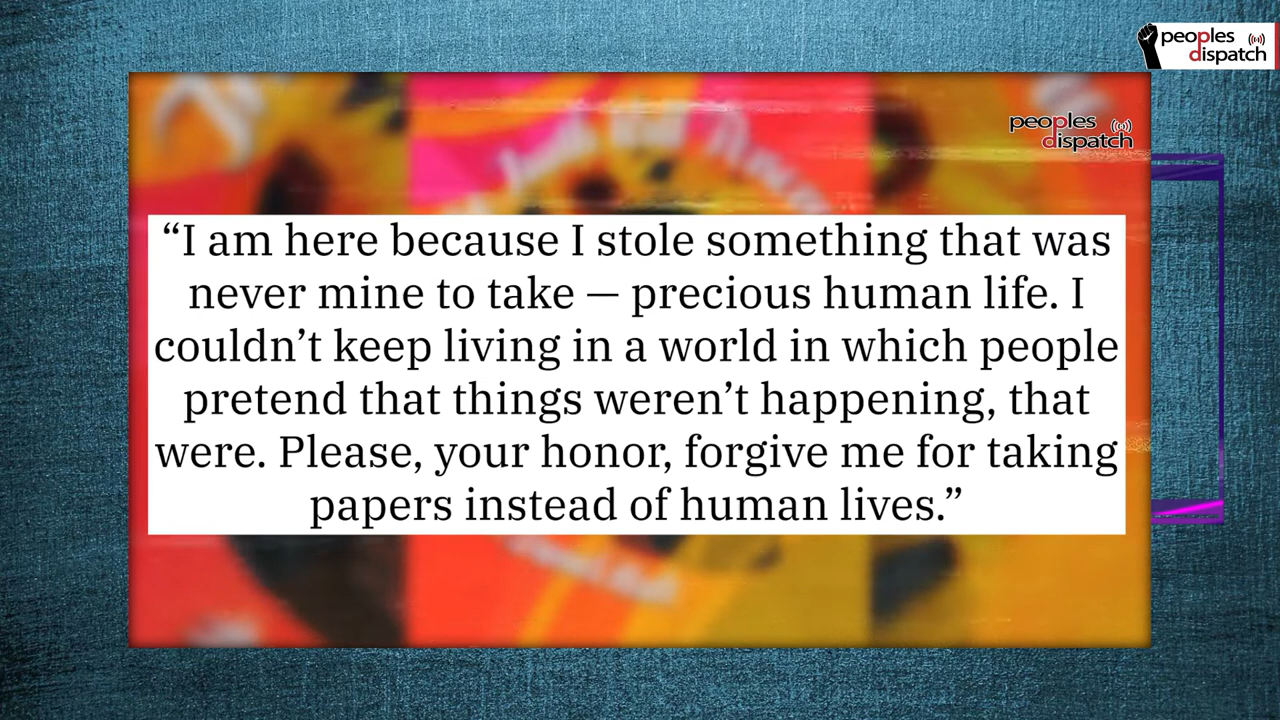 peoples
dispatch
peoples
dispatch
“I am here because I stole something that was
never mine to take — precious human life. I
couldn’t keep living in a world in which people
pretend that things weren’t happening, that
were. Please, your honor, forgive me for taking
papers instead of human lives.”